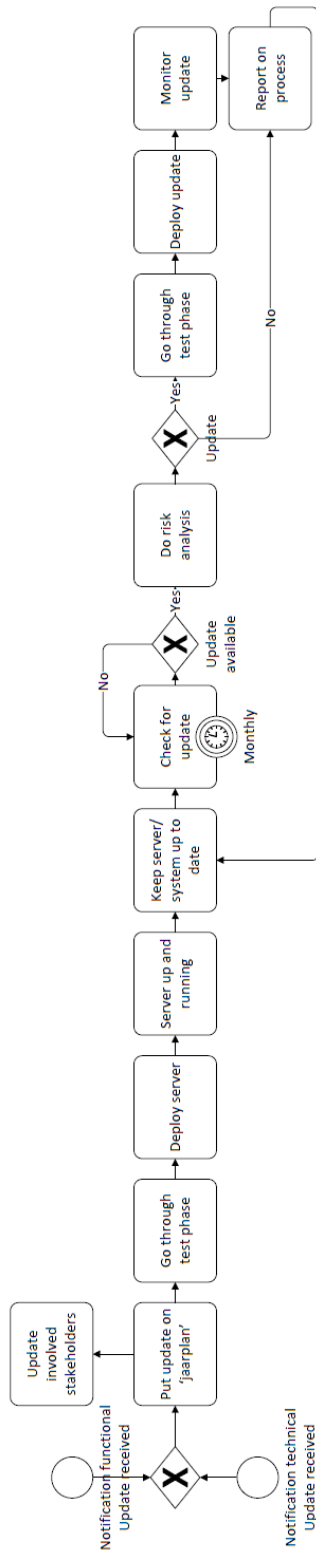 Notification functional
Update received
Notification technical
Update received
X
Update
involved
stakeholders
Put update on
'jaarplan'
Go through
test phase
Deploy server
Server up and
running
Keep server/
system up to
date
Check for
update
Monthly
No
X
Update
available
Yes
Do risk
analysis
X
Update
Yes
No
Go through
test phase
Deploy update
Monitor
update
Report on
process